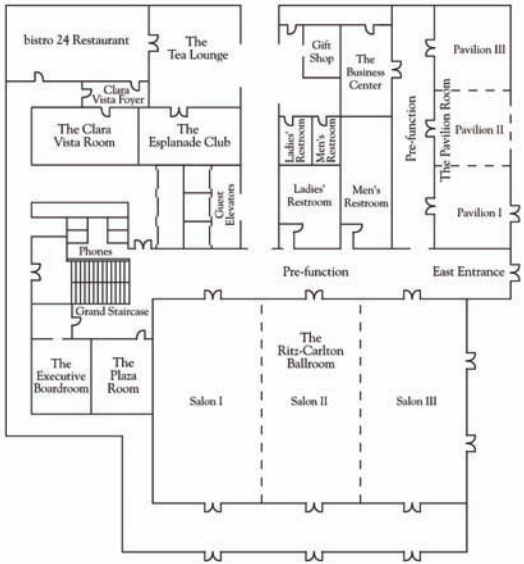 bistro 24 Restaurant
The
Tea Lounge
Gift
Shop
The
Business
Center
Pavilion III
Clara
Vista Foyer
The Clara
Vista Room
The
Esplanade Club
Ladies'
Restroom
Men's
Restroom
Pre-function
The Pavilion Room
Pavilion II
Guest
Elevators
Ladies'
Restroom
Men's
Restroom
Pavilion I
Phones
Pre-function
East Entrance
Grand Staircase
The
Executive
Boardroom
The
Plaza
Room
The
Ritz-Carlton
Ballroom
Salon I
Salon II
Salon III